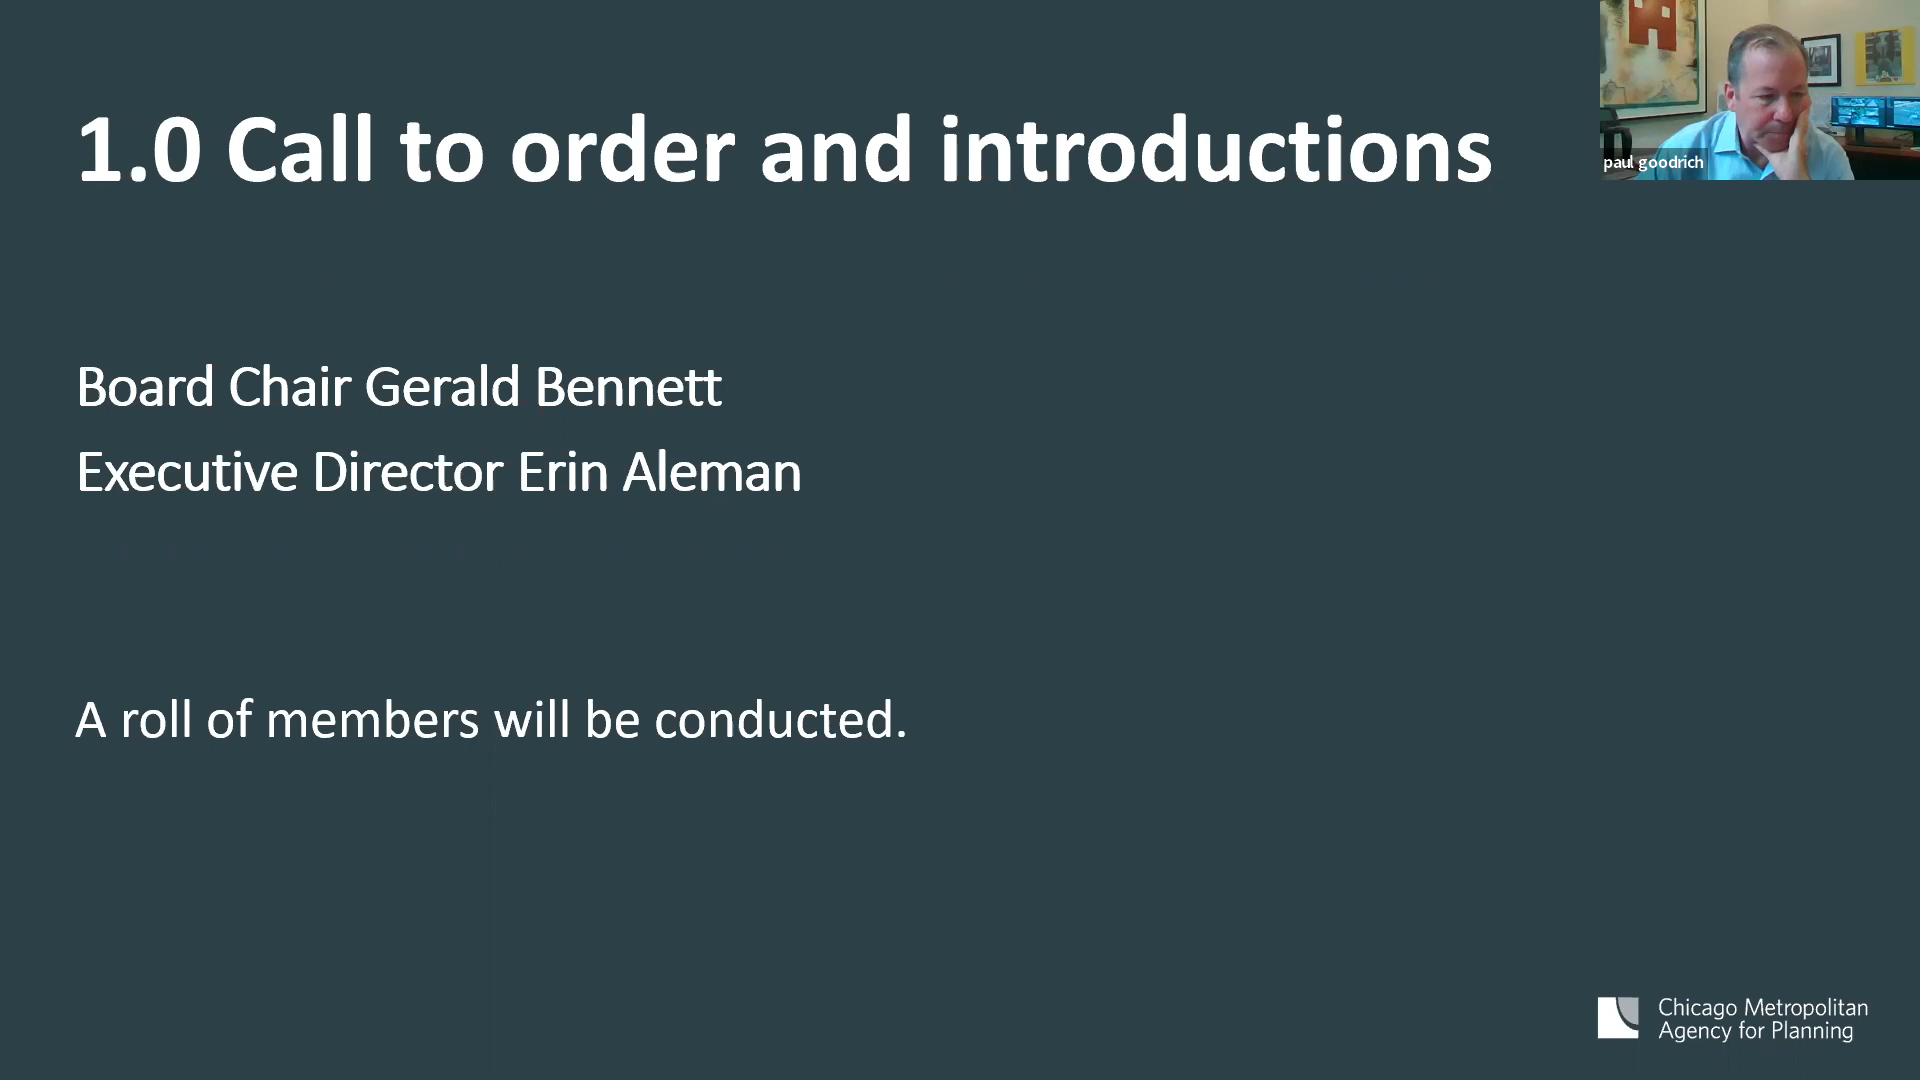 1.0 Call to order and introductions
paul goodrich
Board Chair Gerald Bennett
Executive Director Erin Aleman
A roll of members will be conducted.
Chicago Metropolitan
Agency for Planning